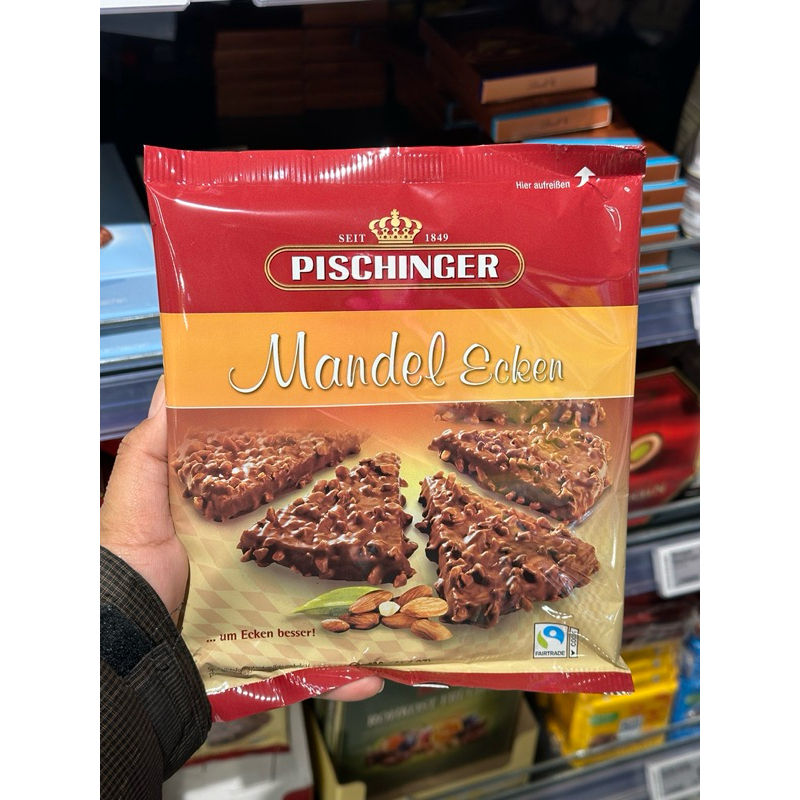 Hier aufreißen
SEIT 1849
PISCHINGER
Mandel Ecken
... um Ecken besser!
FAIRTRADE